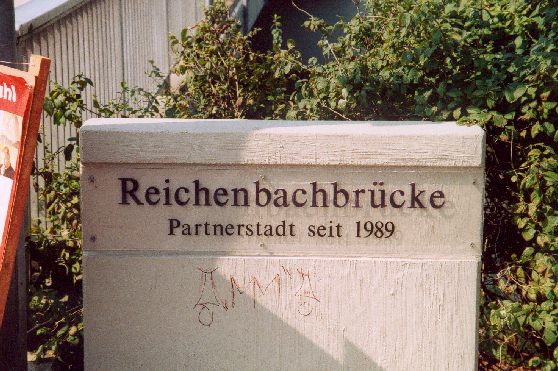 Reichenbachbrücke
Partnerstadt seit 1989